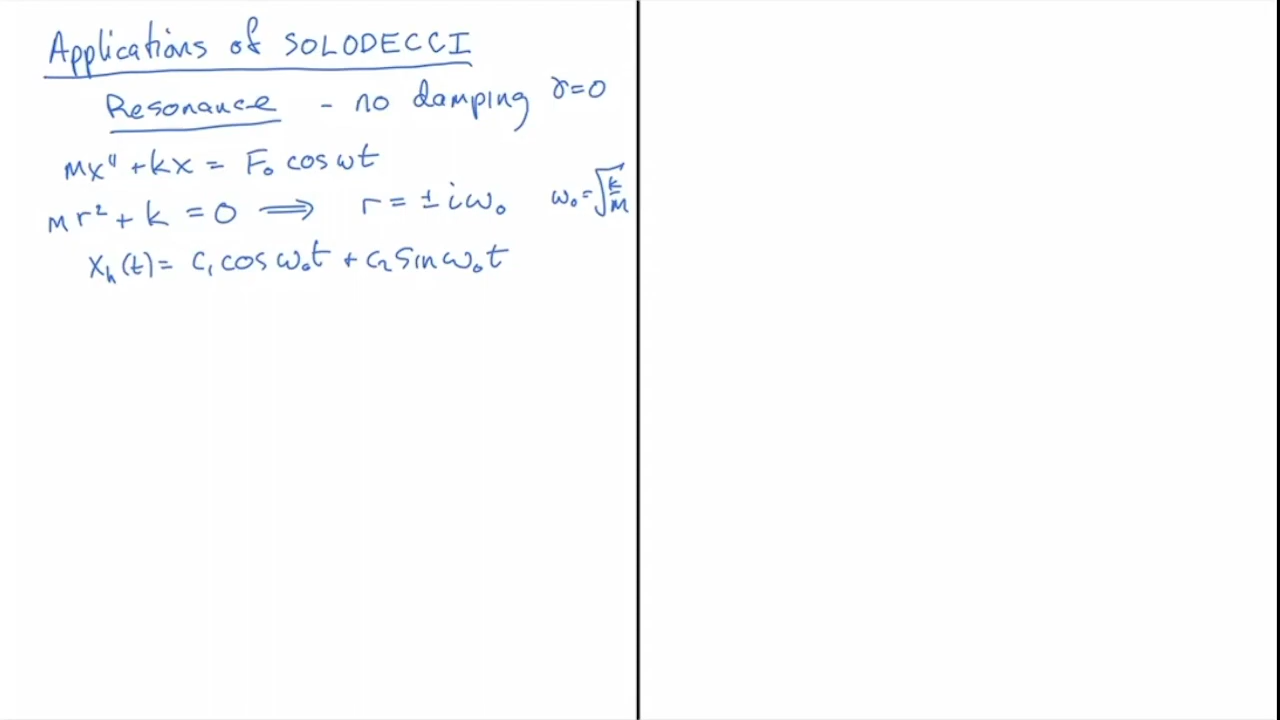 Applications of SOLODECCI
Resonance - no damping γ=0
mx" + kx = F₀ cos ωt
mr² + k = 0 ⟹ r = ± iω₀ ω₀ = √(k/m)
xₕ(t) = c₁ cos ω₀t + c₂ sin ω₀t